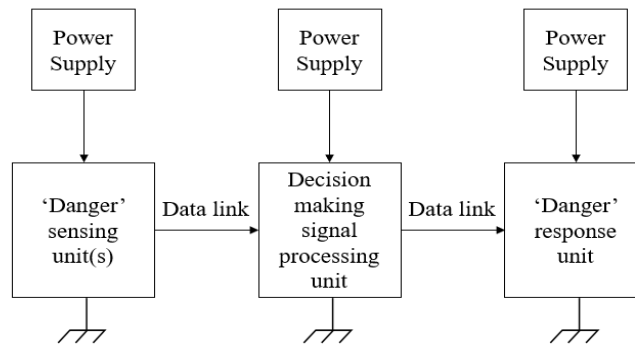 Power
Supply
Power
Supply
Power
Supply
‘Danger’
sensing
unit(s)
Data link
Decision
making
signal
processing
unit
Data link
‘Danger’
response
unit